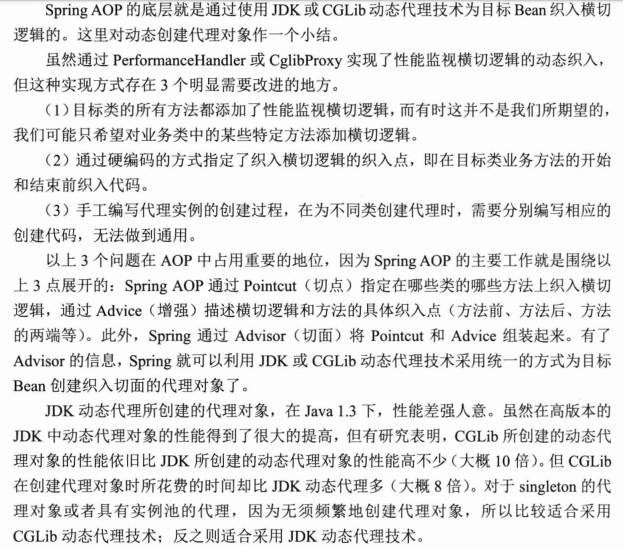 Spring AOP 的底层就是通过使用 JDK 或 CGLib 动态代理技术为目标 Bean 织入横切
逻辑的。这里对动态创建代理对象作一个小结。
虽然通过 PerformanceHandler 或 CglibProxy 实现了性能监视横切逻辑的动态织入，
但这种实现方式存在 3 个明显需要改进的地方。
（1）目标类的所有方法都添加了性能监视横切逻辑，而有时这并不是我们所期望的，
我们可能只希望对业务类中的某些特定方法添加横切逻辑。
（2）通过硬编码的方式指定了织入横切逻辑的织入点，即在目标类业务方法的开始
和结束前织入代码。
（3）手工编写代理实例的创建过程，在为不同类创建代理时，需要分别编写相应的
创建代码，无法做到通用。
以上 3 个问题在 AOP 中占用重要的地位，因为 Spring AOP 的主要工作就是围绕以
上 3 点展开的：Spring AOP 通过 Pointcut（切点）指定在哪些类的哪些方法上织入横切
逻辑，通过 Advice（增强）描述横切逻辑和方法的具体织入点（方法前、方法后、方法
的两端等）。此外，Spring 通过 Advisor（切面）将 Pointcut 和 Advice 组装起来。有了
Advisor 的信息，Spring 就可以利用 JDK 或 CGLib 动态代理技术采用统一的方式为目标
Bean 创建织入切面的代理对象了。
JDK 动态代理所创建的代理对象，在 Java 1.3 下，性能差强人意。虽然在高版本的
JDK 中动态代理对象的性能得到了很大的提高，但有研究表明，CGLib 所创建的动态代
理对象的性能依旧比 JDK 所创建的动态代理对象的性能高不少（大概 10 倍）。但 CGLib
在创建代理对象时所花费的时间却比 JDK 动态代理多（大概 8 倍）。对于 singleton 的代
理对象或者具有实例池的代理，因为无须频繁地创建代理对象，所以比较适合采用
CGLib 动态代理技术；反之则适合采用 JDK 动态代理技术。